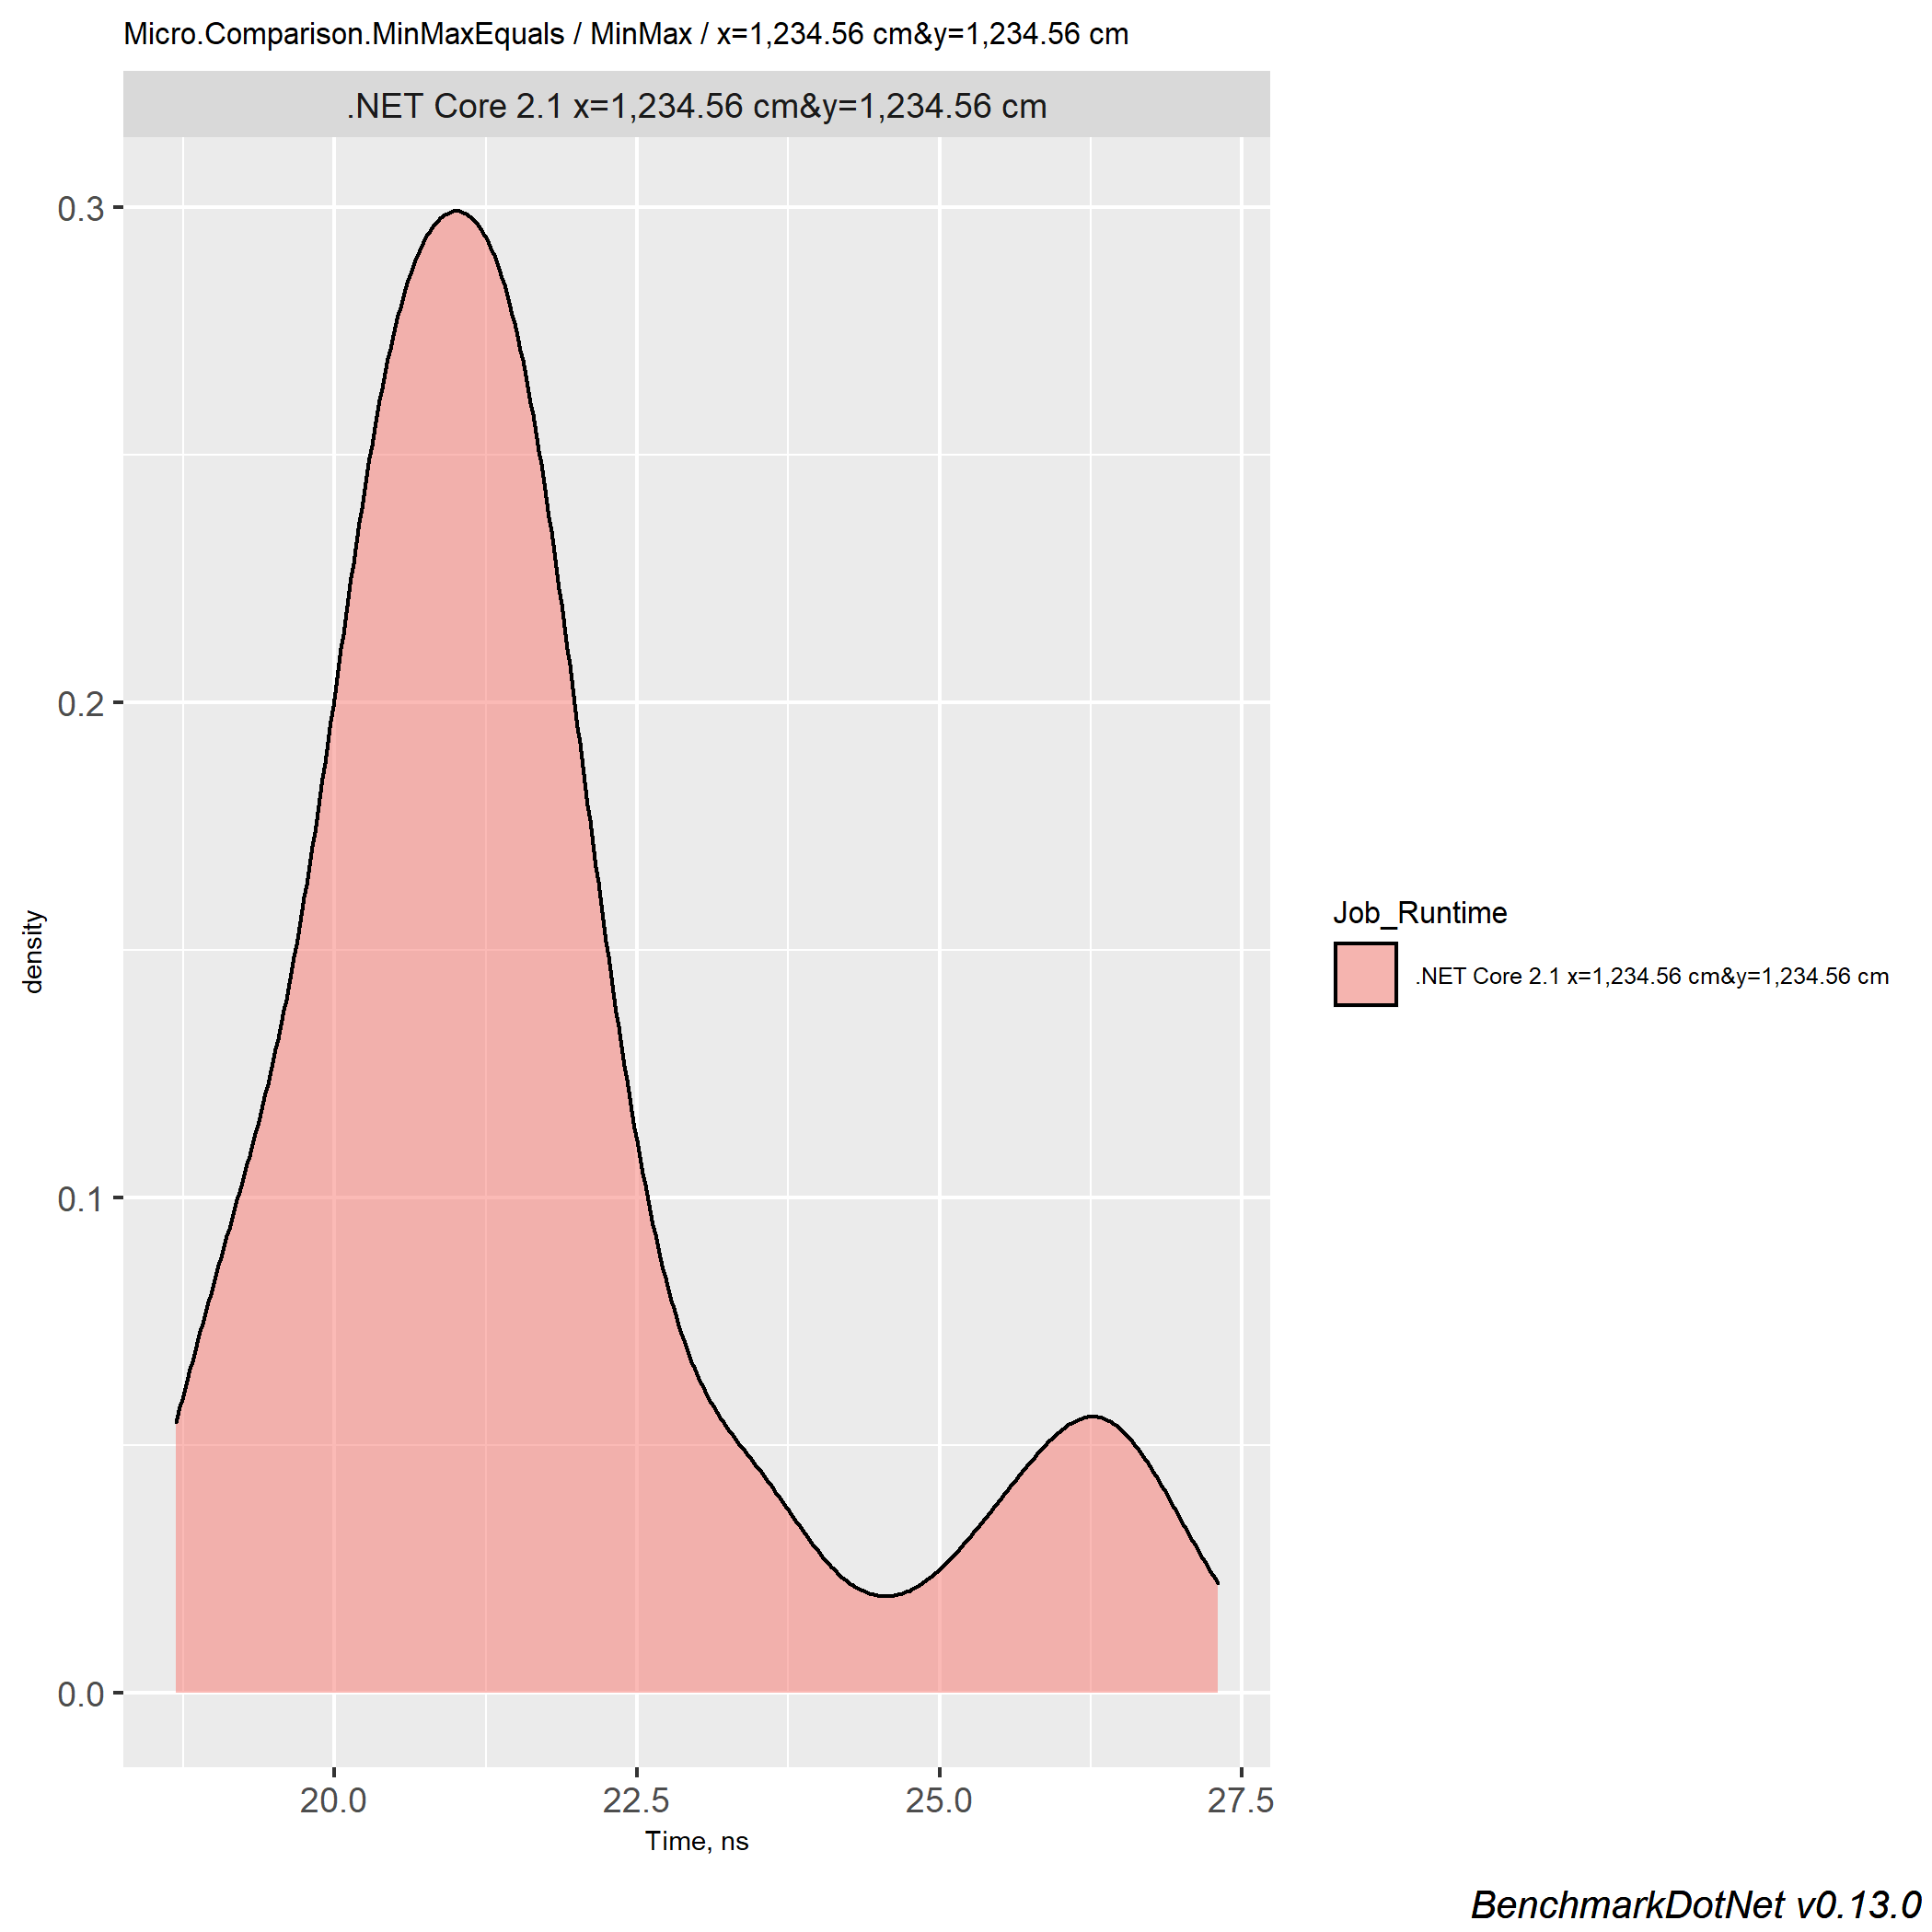 Micro.Comparison.MinMaxEquals / MinMax / x=1,234.56 cm&y=1,234.56 cm
.NET Core 2.1 x=1,234.56 cm&y=1,234.56 cm
0.3
0.2
0.1
0.0
density
20.0 22.5 25.0 27.5
Time, ns
Job_Runtime
.NET Core 2.1 x=1,234.56 cm&y=1,234.56 cm
BenchmarkDotNet v0.13.0